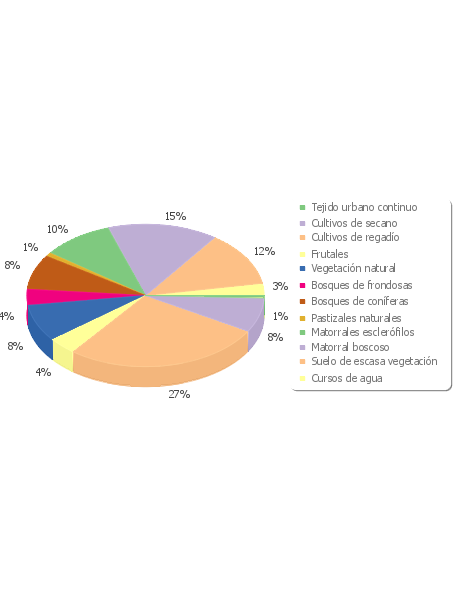 15%
10%
12%
1%
8%
3%
4%
1%
8%
8%
4%
27%
Tejido urbano continuo
Cultivos de secano
Cultivos de regadío
Frutales
Vegetación natural
Bosques de frondosas
Bosques de coníferas
Pastizales naturales
Matorrales esclerófilos
Matorral boscoso
Suelo de escasa vegetación
Cursos de agua